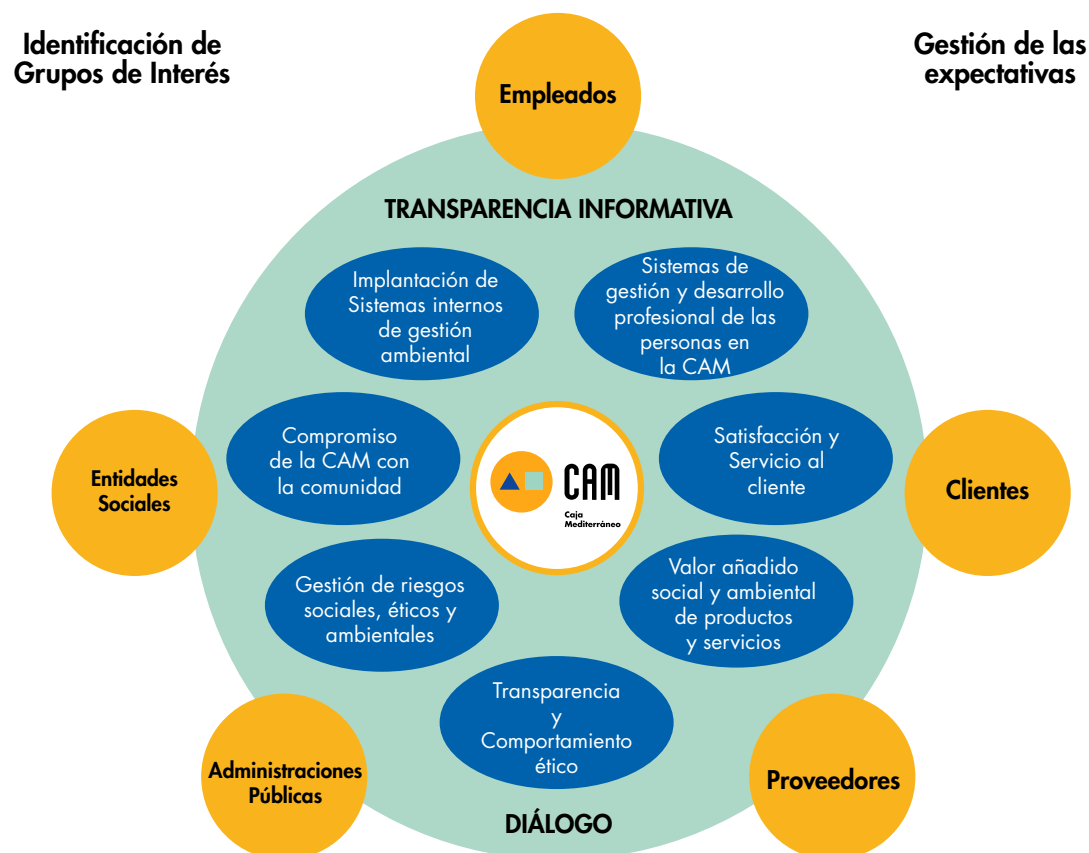 Identificación de
Grupos de Interés
Gestión de las
expectativas
Empleados
TRANSPARENCIA INFORMATIVA
Implantación de
Sistemas internos
de gestión
ambiental
Sistemas de
gestión y desarrollo
profesional de las
personas en
la CAM
Compromiso
de la CAM con
la comunidad
Satisfacción y
Servicio al
cliente
Entidades
Sociales
CAM
Caja
Mediterráneo
Clientes
Gestión de riesgos
sociales, éticos y
ambientales
Valor añadido
social y ambiental
de productos
y servicios
Transparencia
y
Comportamiento
ético
Administraciones
Públicas
Proveedores
DIÁLOGO